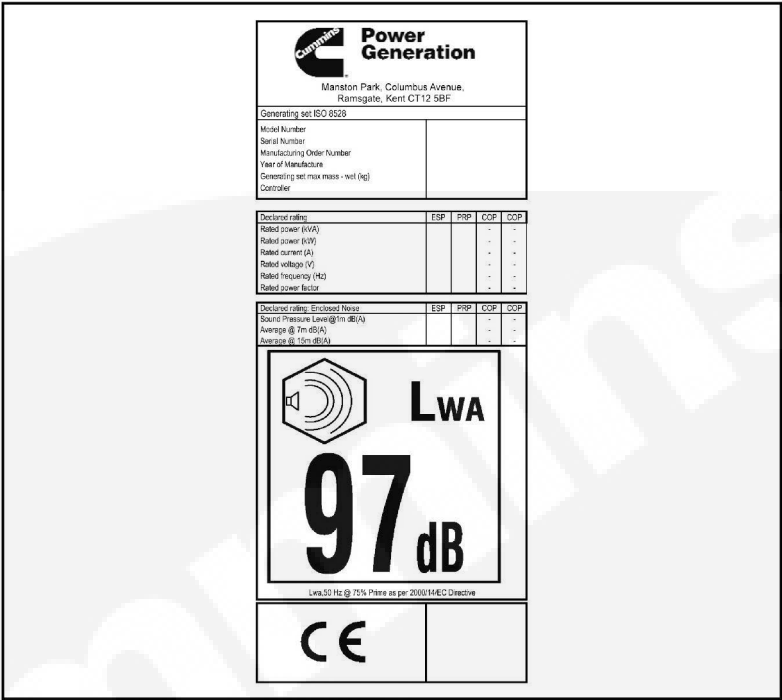 Cummins
Power
Generation
Manston Park, Columbus Avenue,
Ramsgate, Kent CT12 5BF
Generating set ISO 8528
Model Number
Serial Number
Manufacturing Order Number
Year of Manufacture
Generating set max mass - wet (kg)
Controller
Declared rating ESP PRP COP COP
Rated power (kVA) - -
Rated power (kW) - -
Rated current (A) - -
Rated voltage (V) - -
Rated frequency (Hz) - -
Rated power factor - -
Declared rating: Enclosed Noise ESP PRP COP COP
Sound Pressure Level@1m dB(A) - -
Average @ 7m dB(A) - -
Average @ 15m dB(A) - -
LWA
97 dB
Lwa,50 Hz @ 75% Prime as per 2000/14/EC Directive
CE
mmins